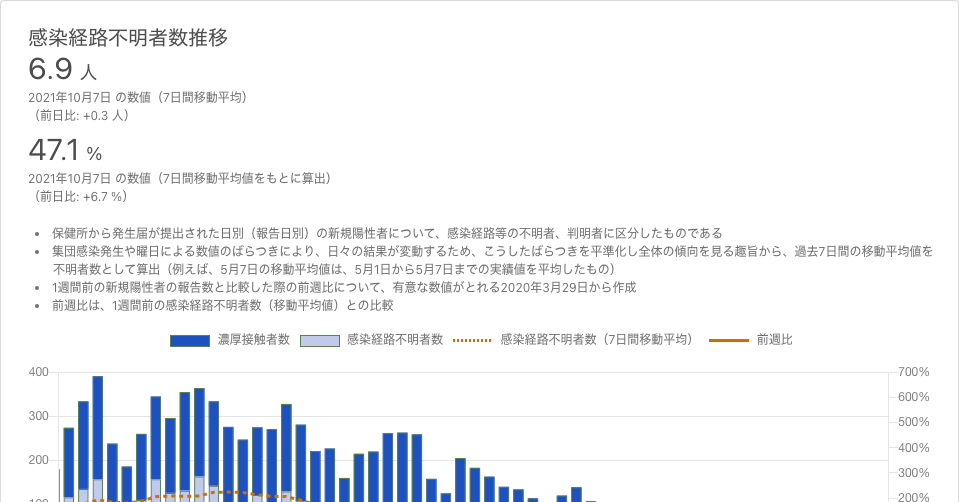 感染経路不明者数推移
6.9 人
2021年10月7日 の数値（7日間移動平均）
（前日比: +0.3 人）
47.1 %
2021年10月7日 の数値（7日間移動平均値をもとに算出）
（前日比: +6.7 %）
• 保健所から発生届が提出された日別（報告日別）の新規陽性者について、感染経路等の不明者、判明者に区分したものである
• 集団感染発生や曜日による数値のばらつきにより、日々の結果が変動するため、こうしたばらつきを平準化し全体の傾向を見る趣旨から、過去7日間の移動平均値を
不明者数として算出（例えば、5月7日の移動平均値は、5月1日から5月7日までの実績値を平均したもの）
• 1週間前の新規陽性者の報告数と比較した際の前週比について、有意な数値がとれる2020年3月29日から作成
• 前週比は、1週間前の感染経路不明者数（移動平均値）との比較
濃厚接触者数 感染経路不明者数 感染経路不明者数（7日間移動平均） 前週比
400 700%
600%
300 500%
400%
200 300%
100 200%